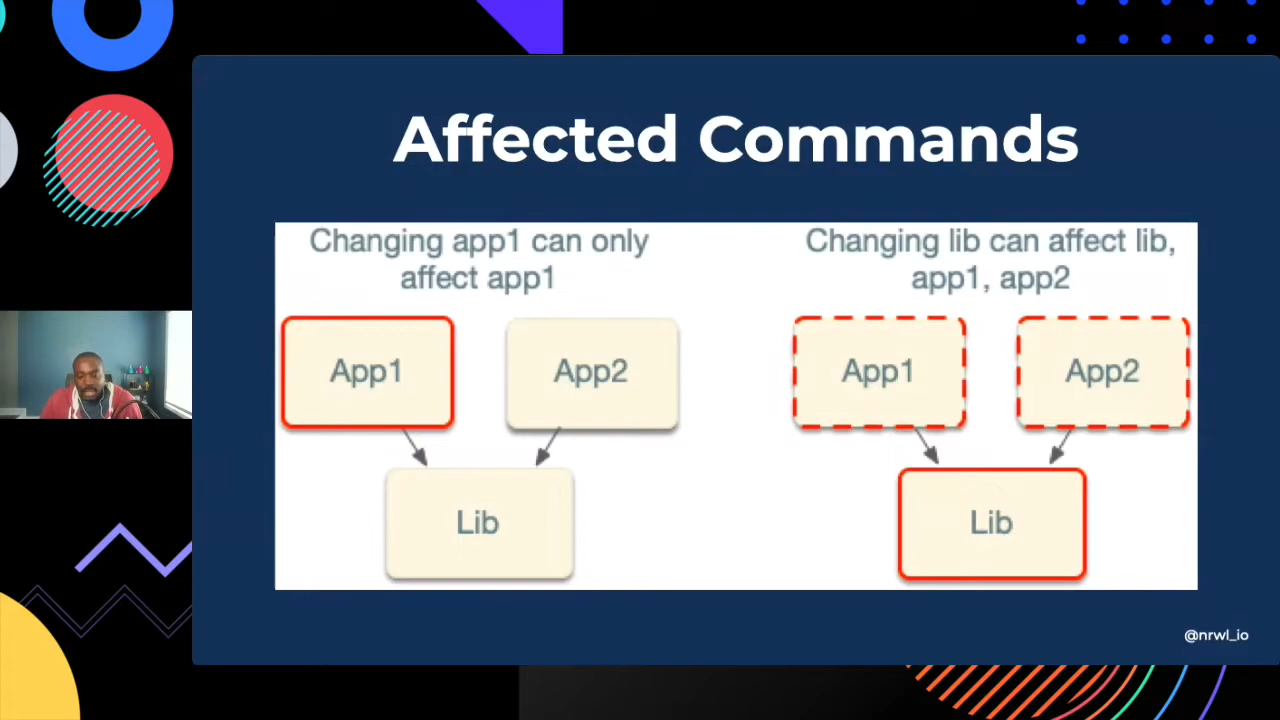 Affected Commands
Changing app1 can only
affect app1
App1
App2
Lib
Changing lib can affect lib,
app1, app2
App1
App2
Lib
@nrwl_io